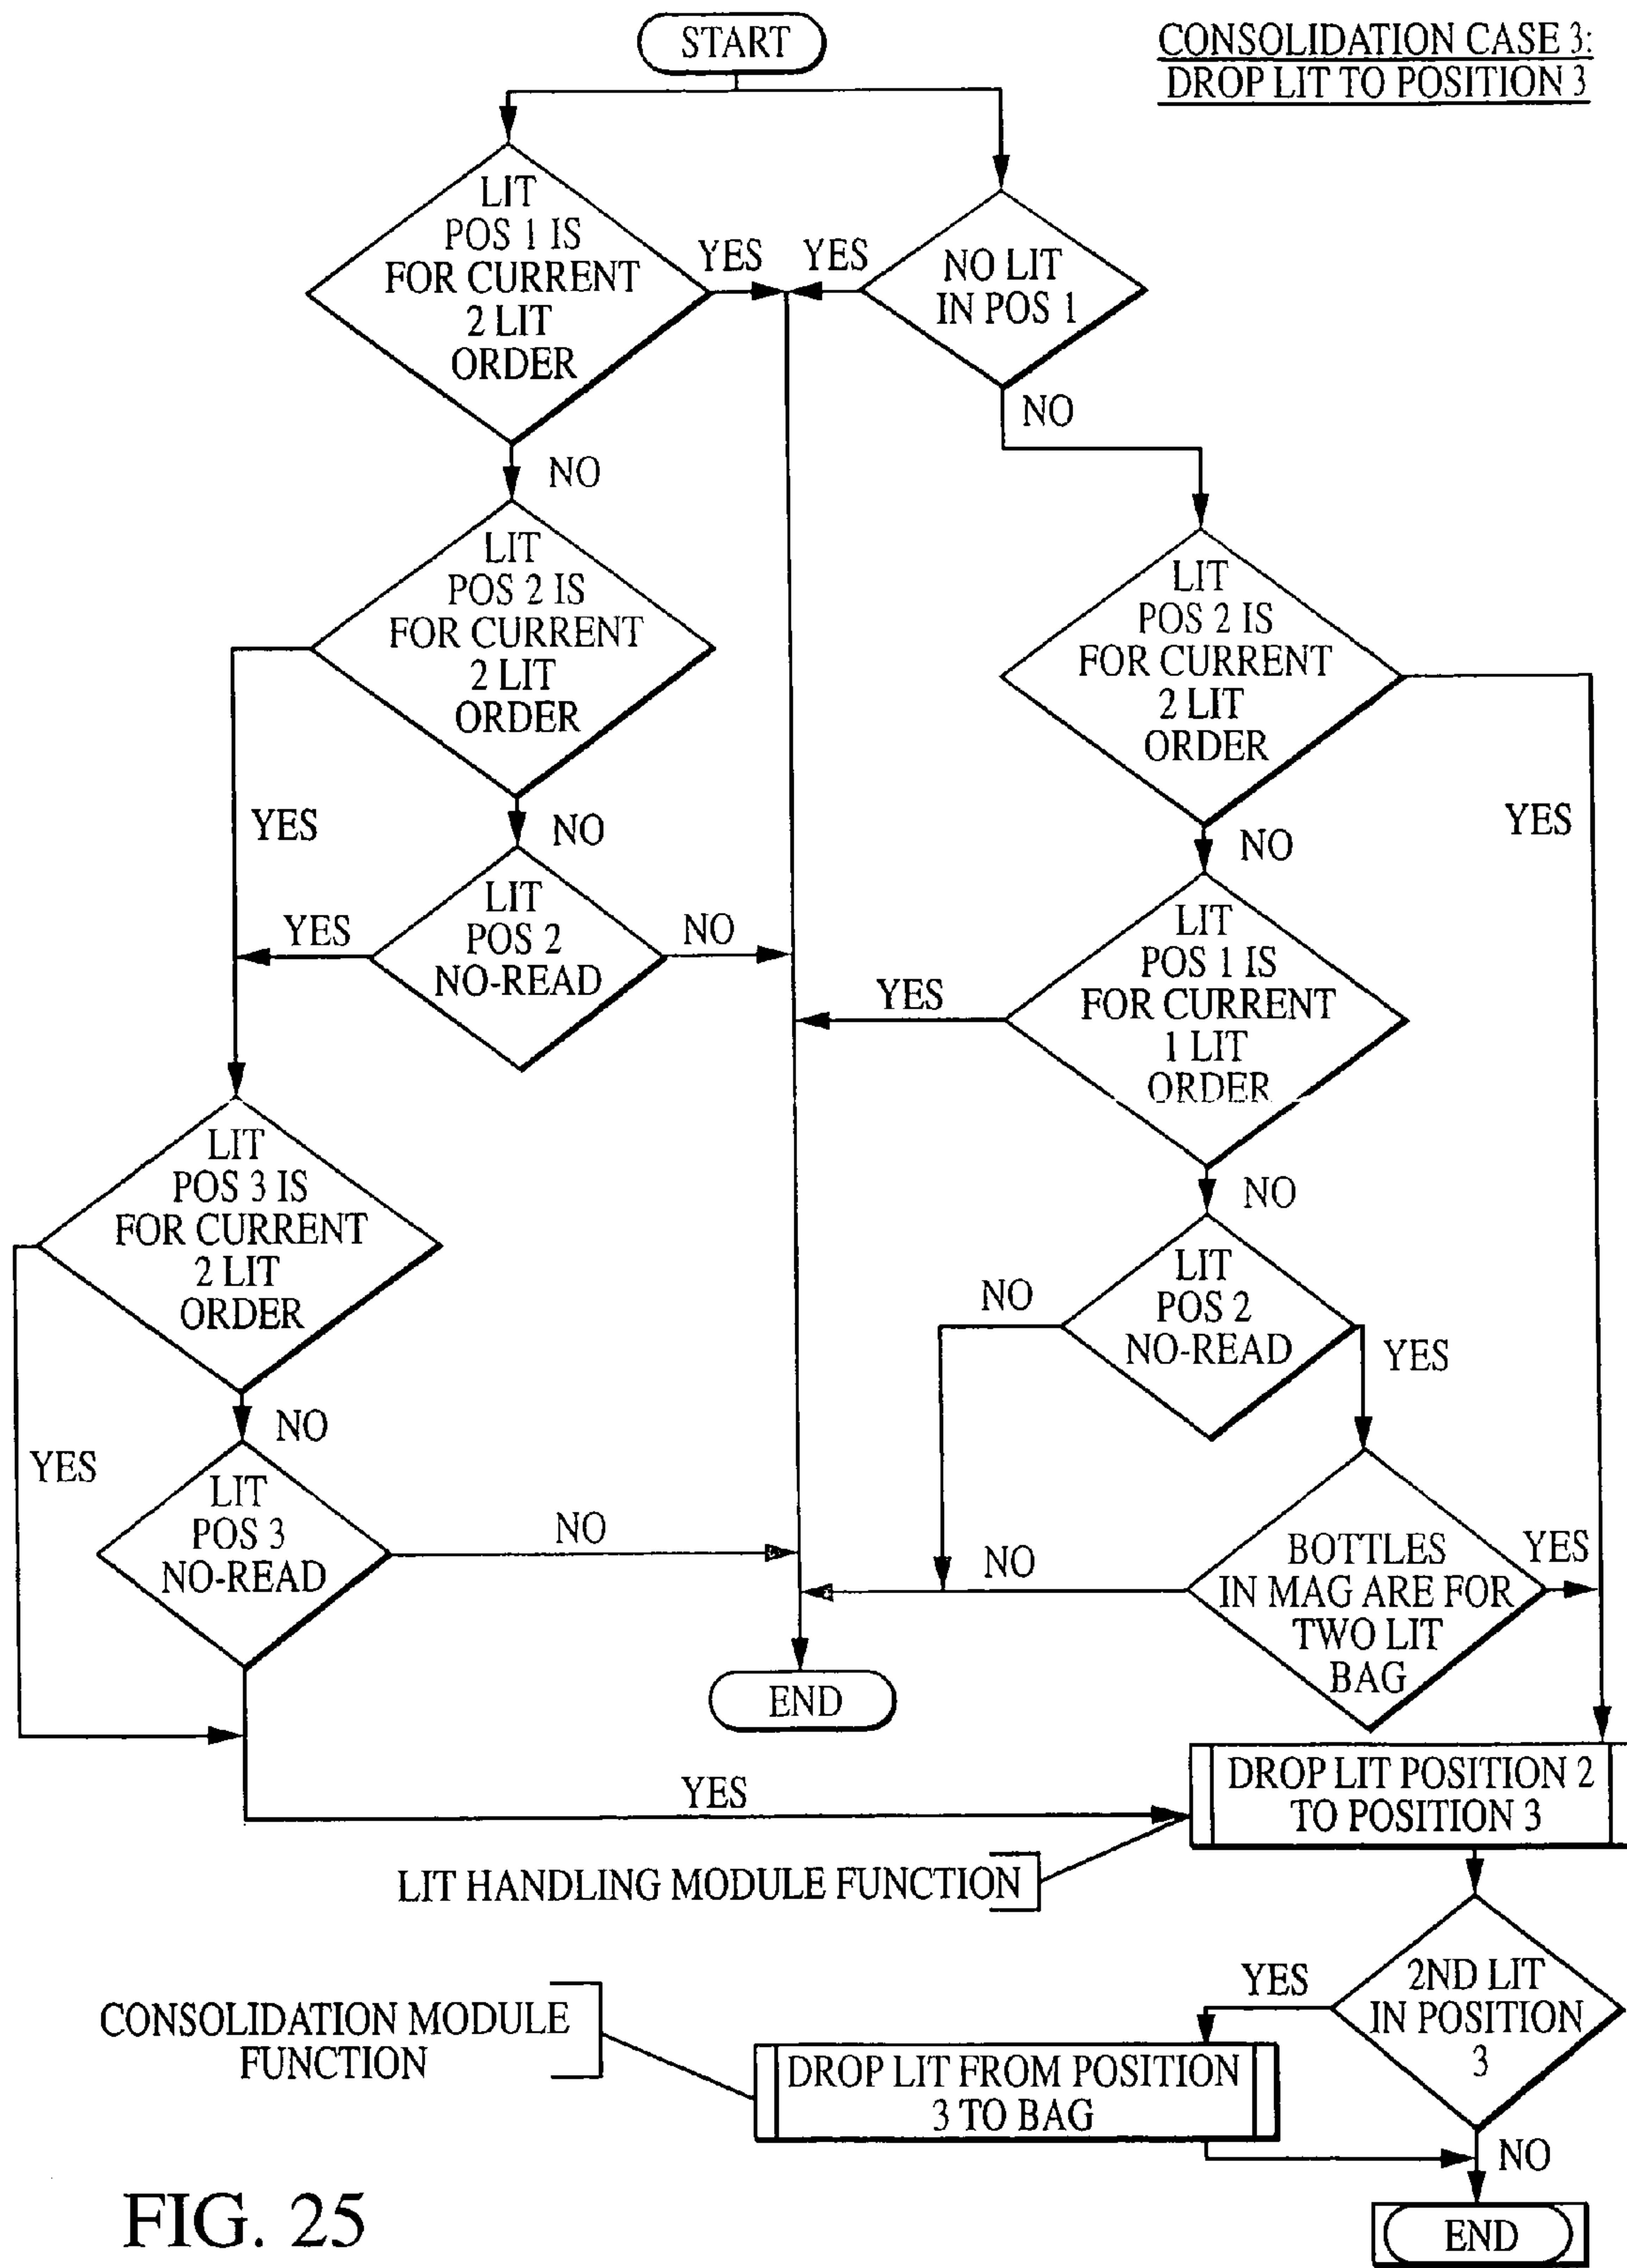 START
CONSOLIDATION CASE 3:
DROP LIT TO POSITION 3
LIT
POS 1 IS
FOR CURRENT
2 LIT
ORDER
YES
YES
NO LIT
IN POS 1
NO
NO
LIT
POS 2 IS
FOR CURRENT
2 LIT
ORDER
LIT
POS 2 IS
FOR CURRENT
2 LIT
ORDER
YES
NO
YES
NO
LIT
POS 2
NO-READ
YES
NO
LIT
POS 1 IS
FOR CURRENT
1 LIT
ORDER
YES
NO
LIT
POS 3 IS
FOR CURRENT
2 LIT
ORDER
LIT
POS 2
NO-READ
NO
YES
NO
YES
LIT
POS 3
NO-READ
NO
NO
BOTTLES
IN MAG ARE FOR
TWO LIT
BAG
YES
END
YES
DROP LIT POSITION 2
TO POSITION 3
LIT HANDLING MODULE FUNCTION
2ND LIT
IN POSITION
3
YES
CONSOLIDATION MODULE
FUNCTION
DROP LIT FROM POSITION
3 TO BAG
NO
END
FIG. 25